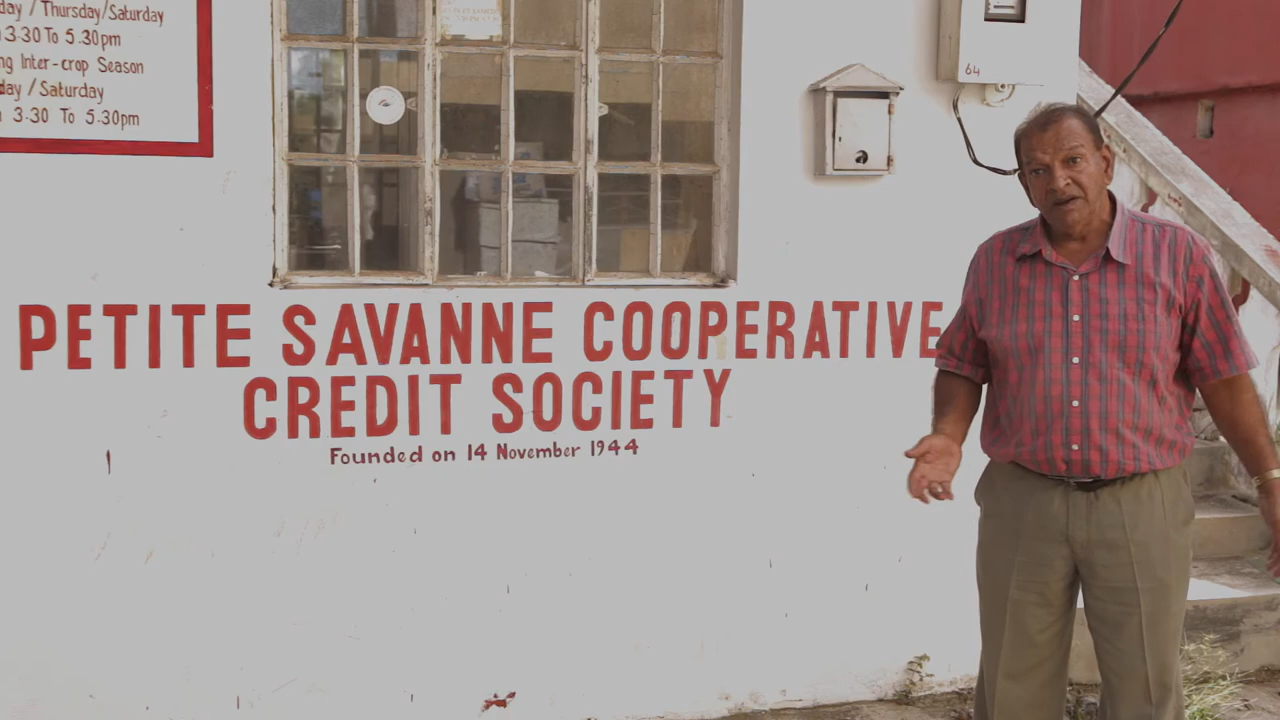 day / Thursday/Saturday
3.30 To 5.30pm
ng Inter-crop Season
day / Saturday
3.30 To 5.30pm
64
PETITE SAVANNE COOPERATIVE
CREDIT SOCIETY
Founded on 14 November 1944